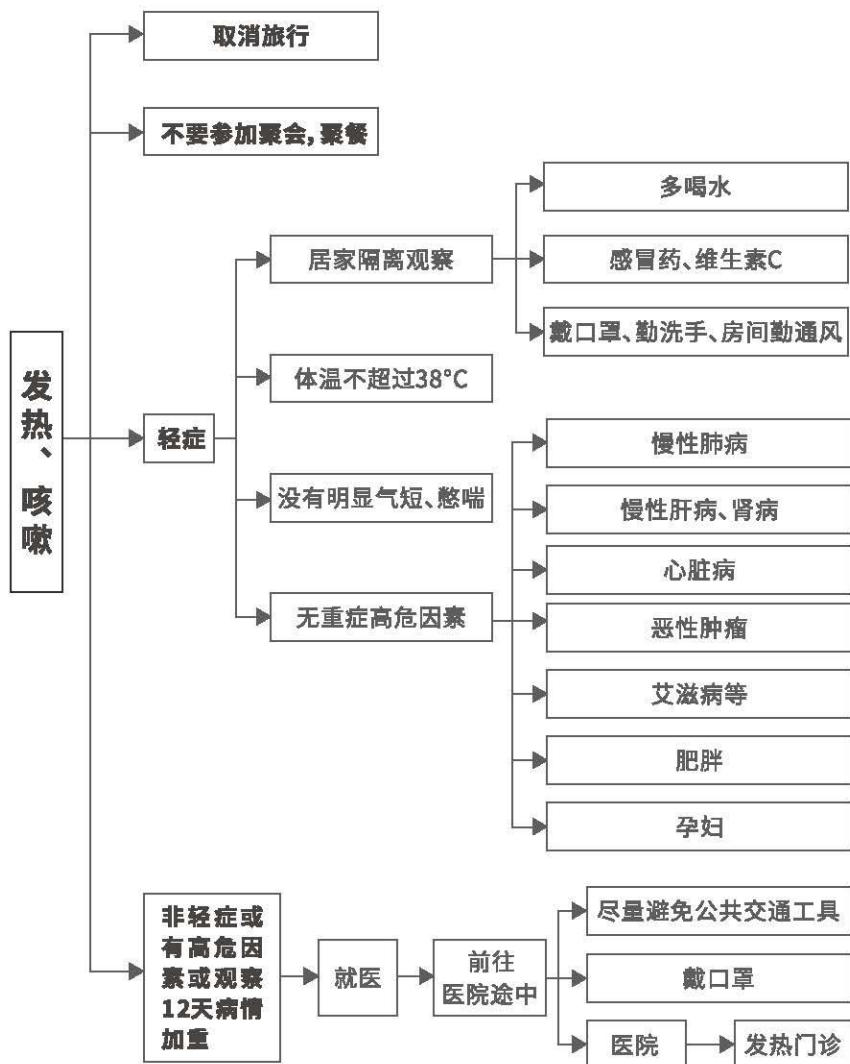 发热、咳嗽
取消旅行
不要参加聚会,聚餐
轻症
居家隔离观察
多喝水
感冒药、维生素C
戴口罩、勤洗手、房间勤通风
体温不超过38°C
没有明显气短、憋喘
无重症高危因素
慢性肺病
慢性肝病、肾病
心脏病
恶性肿瘤
艾滋病等
肥胖
孕妇
非轻症或
有高危因
素或观察
12天病情
加重
就医
前往
医院途中
尽量避免公共交通工具
戴口罩
医院
发热门诊